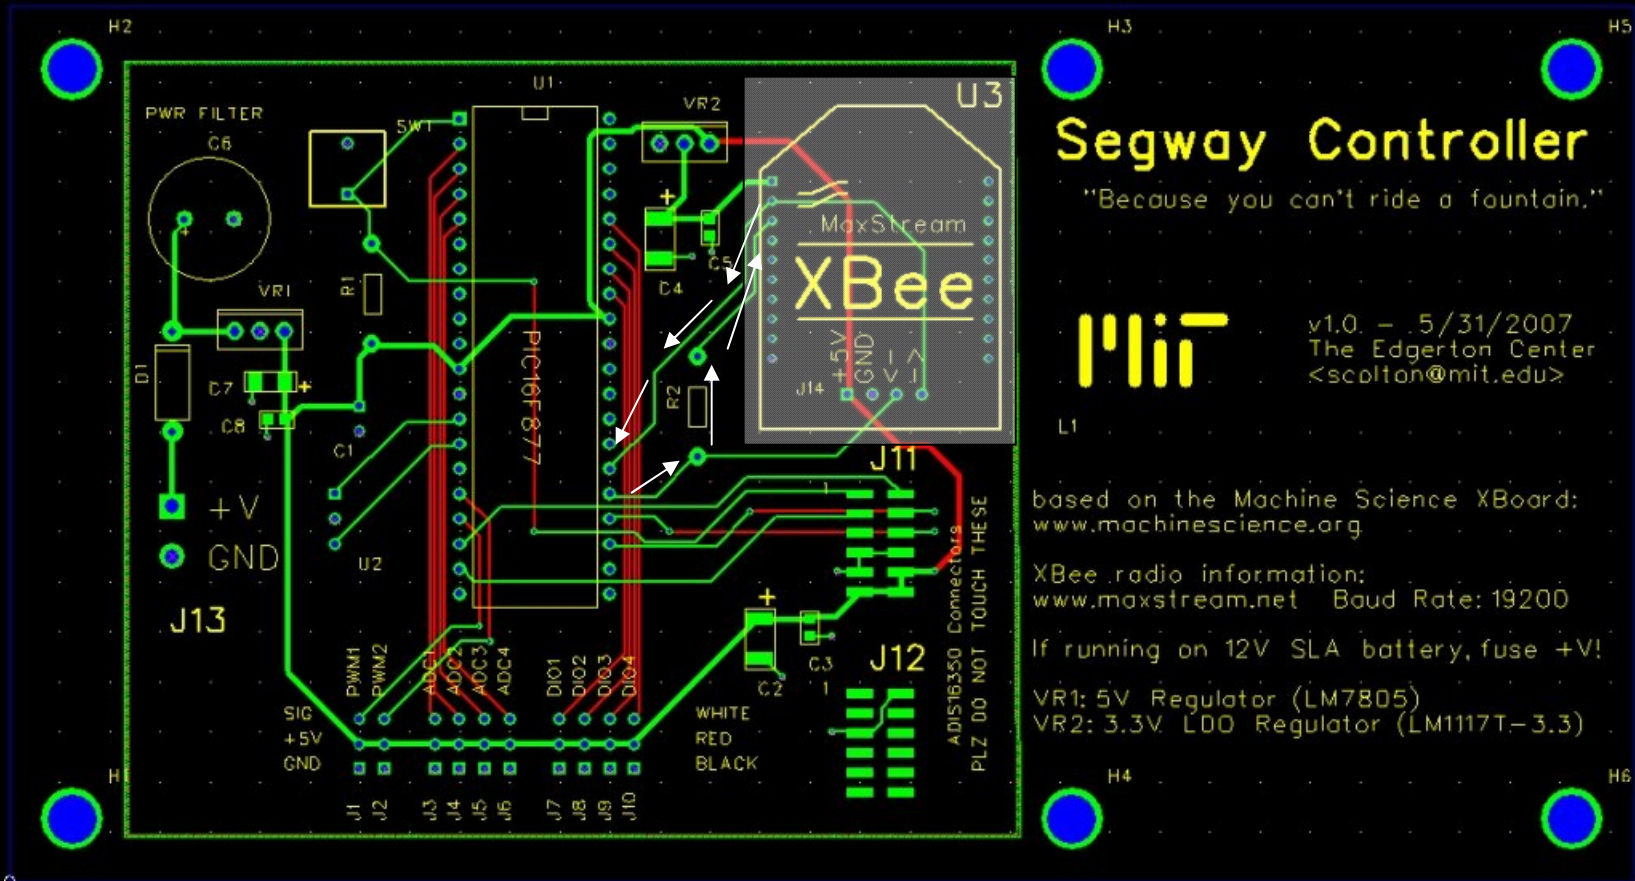 H2
H3
H5
U1
U3
PWR FILTER
C6
SW1
VR2
Segway Controller
"Because you can't ride a fountain."
+
MaxStream
XBee
C5
C4
R1
VR1
+5V
GND
J14
D1
C7
+
C8
C1
PIC16F877
R2
MIT
v1.0 - 5/31/2007
The Edgerton Center
<scolton@mit.edu>
L1
J11
1
+V
GND
J13
U2
based on the Machine Science XBoard:
www.machinescience.org
XBee radio information:
www.maxstream.net Baud Rate: 19200
If running on 12V SLA battery, fuse +V!
VR1: 5V Regulator (LM7805)
VR2: 3.3V LDO Regulator (LM1117T-3.3)
ADIS16350 Connectors
PLZ DO NOT TOUCH THESE
+
C3
C2
J12
1
PWM1
PWM2
ADC1
ADC2
ADC3
ADC4
DIO1
DIO2
DIO3
DIO4
SIG
+5V
GND
WHITE
RED
BLACK
J1
J2
J3
J4
J5
J6
J7
J8
J9
J10
H4
H6